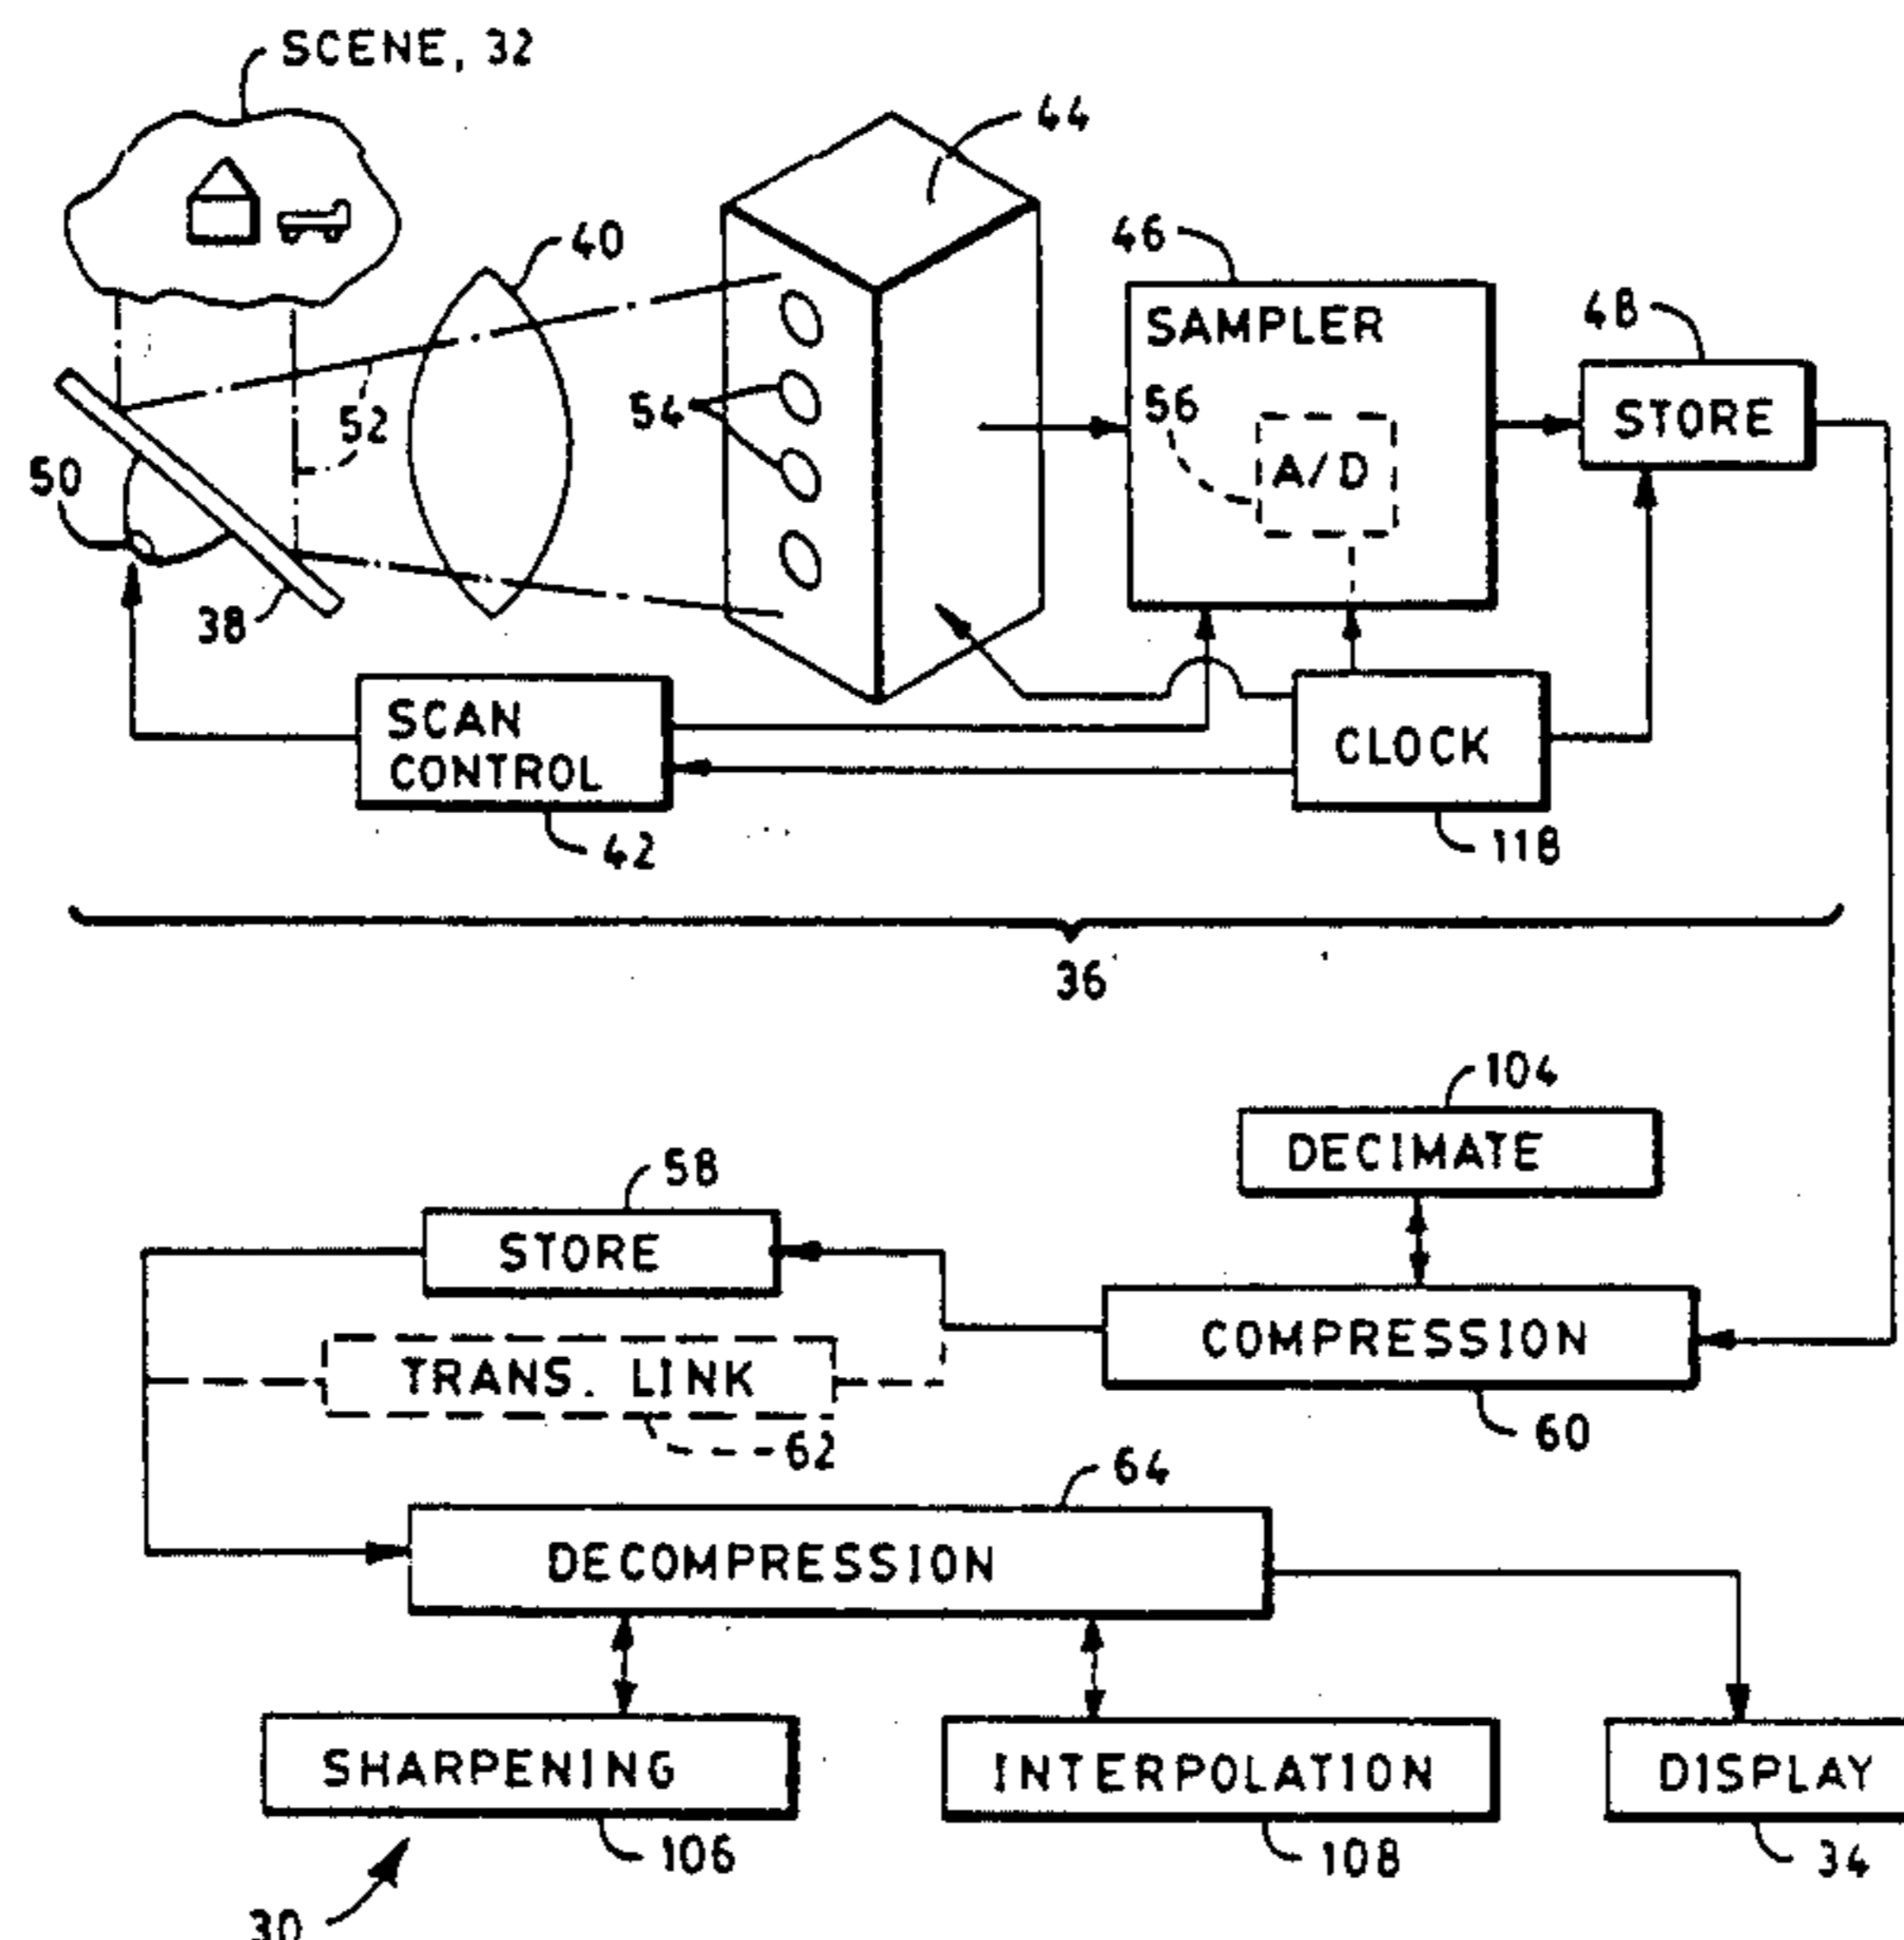 SCENE, 32
44
40
46
SAMPLER
48
52
54
56
STORE
A/D
50
38
SCAN
CONTROL
CLOCK
42
118
36
104
DECIMATE
58
STORE
COMPRESSION
TRANS. LINK
62
60
64
DECOMPRESSION
SHARPENING
INTERPOLATION
DISPLAY
106
108
34
30